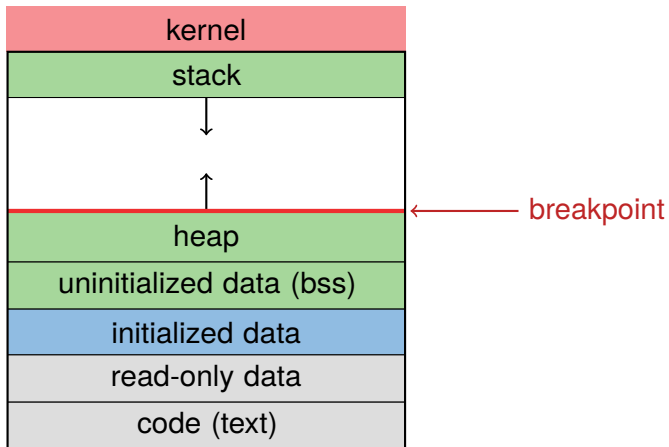 kernel
stack
breakpoint
heap
uninitialized data (bss)
initialized data
read-only data
code (text)